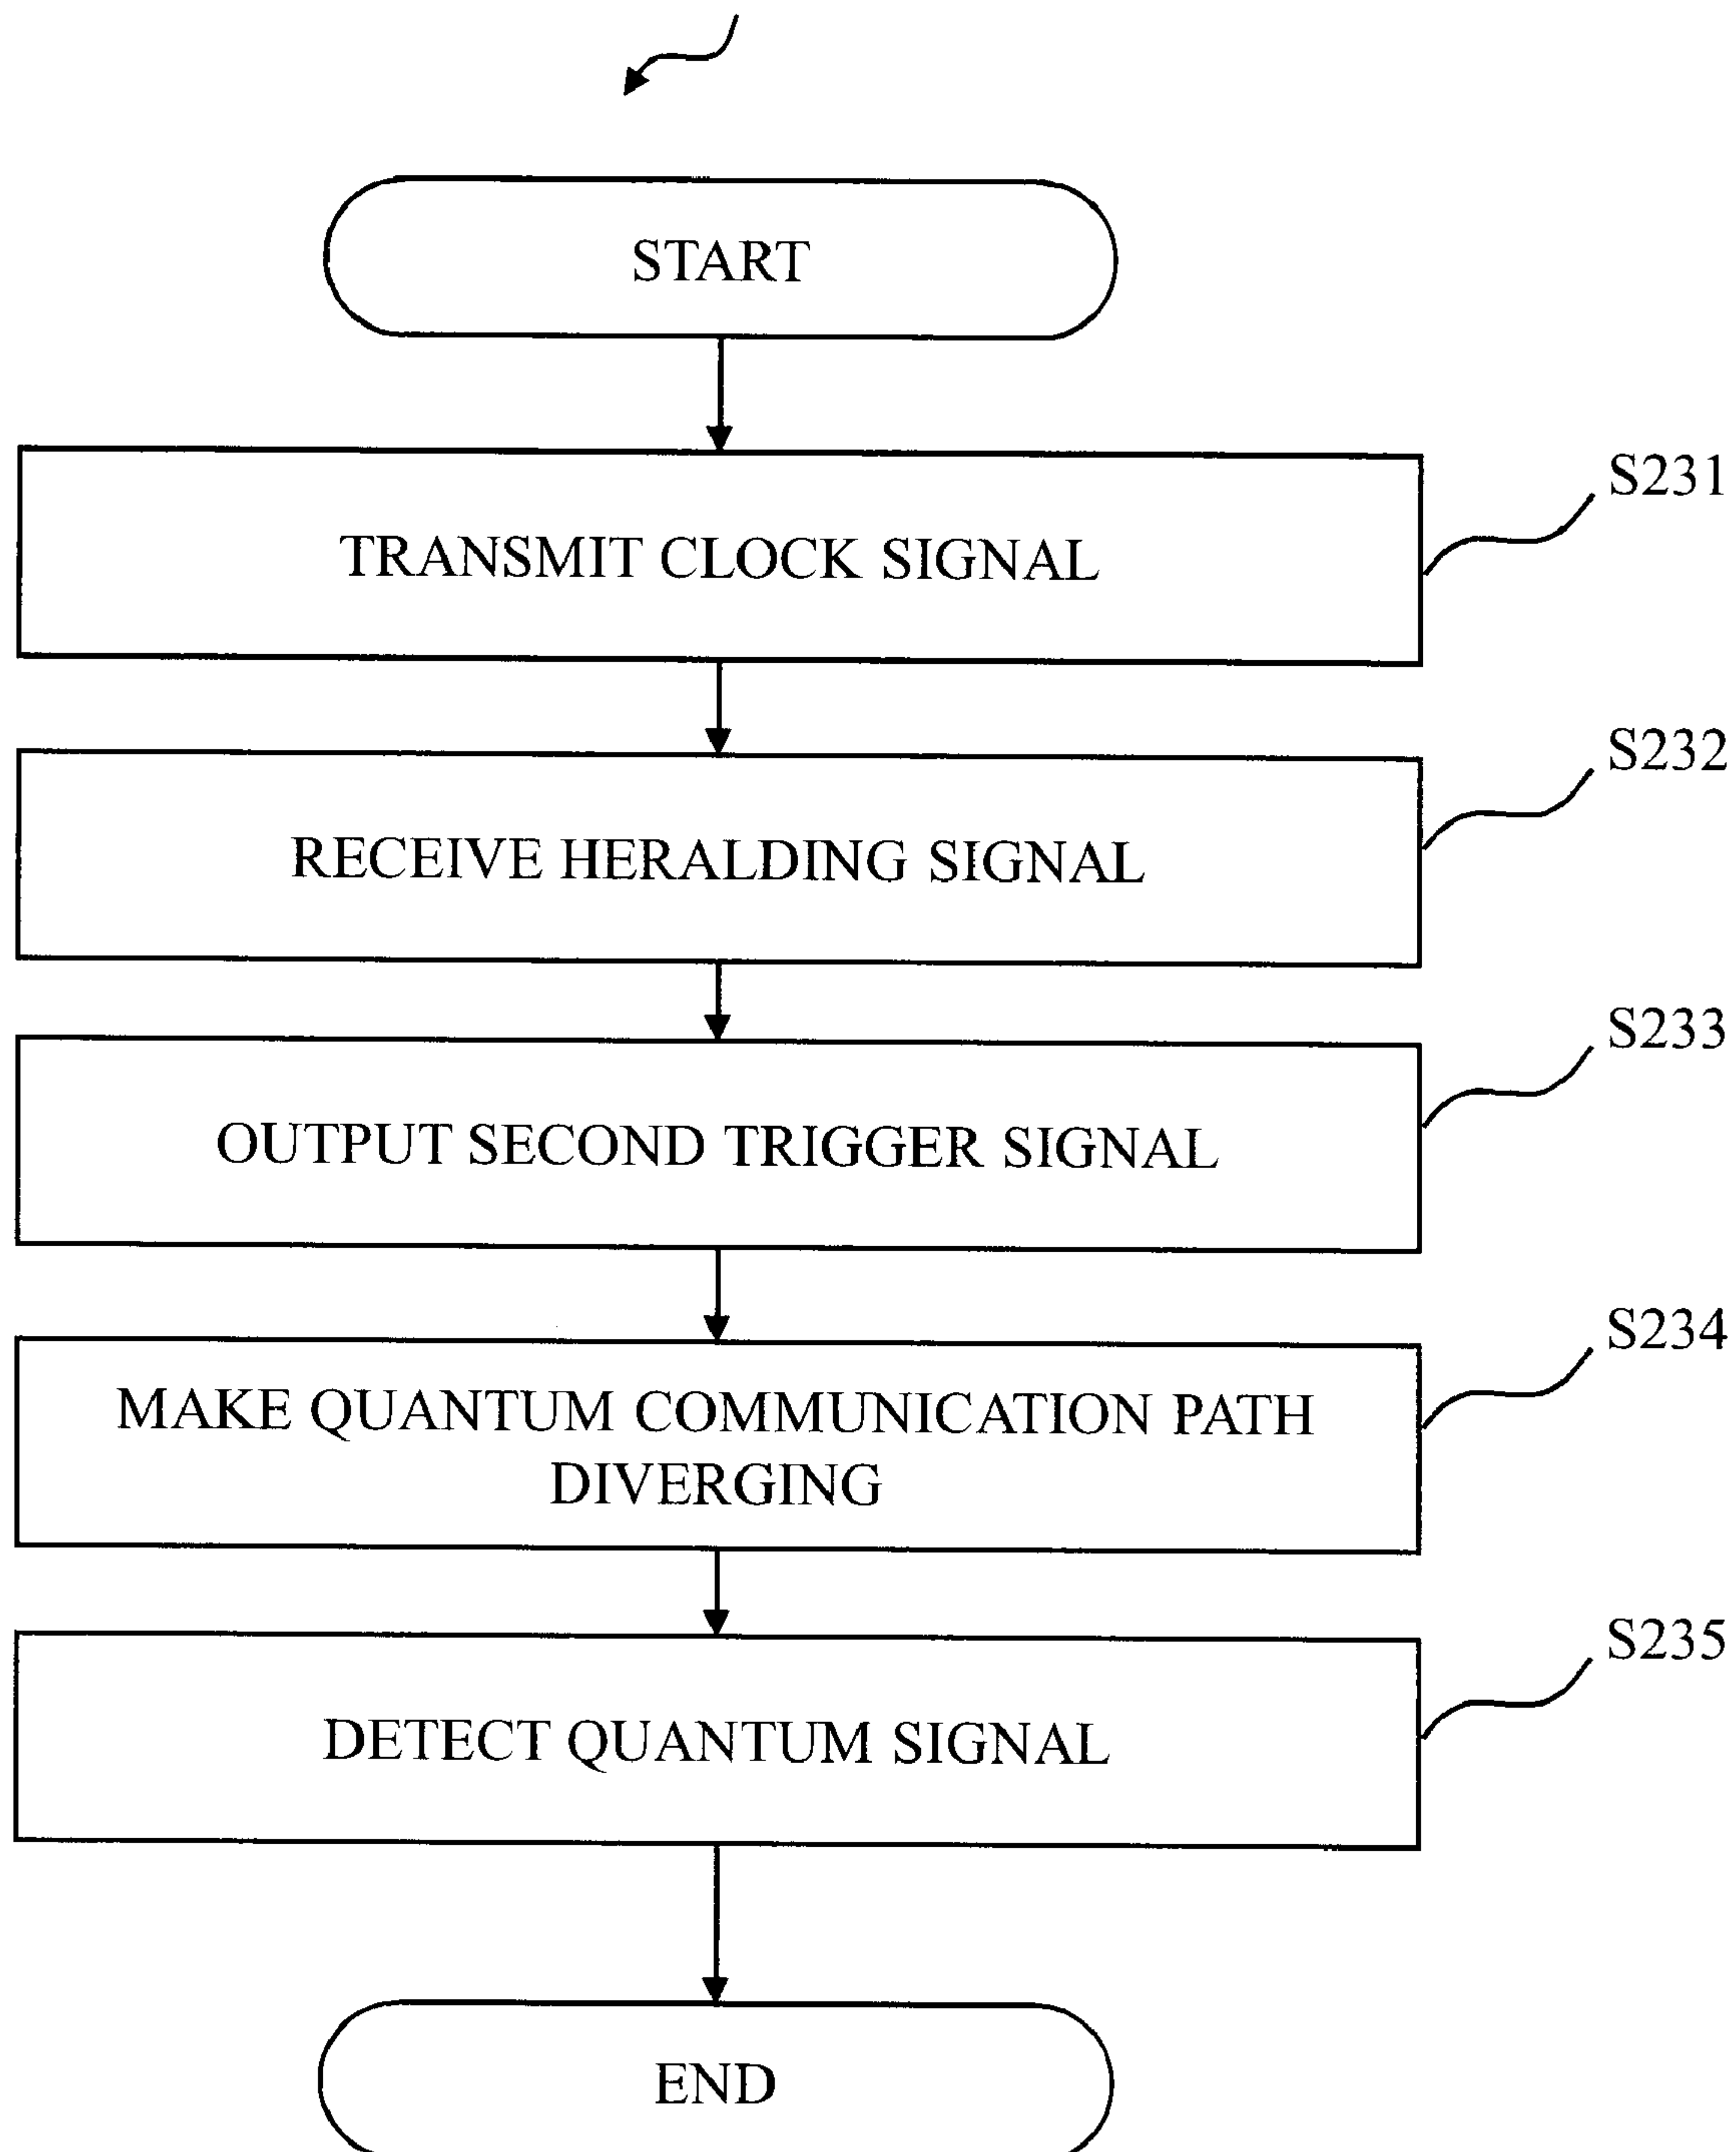 START
TRANSMIT CLOCK SIGNAL
S231
RECEIVE HERALDING SIGNAL
S232
OUTPUT SECOND TRIGGER SIGNAL
S233
MAKE QUANTUM COMMUNICATION PATH
DIVERGING
S234
DETECT QUANTUM SIGNAL
S235
END